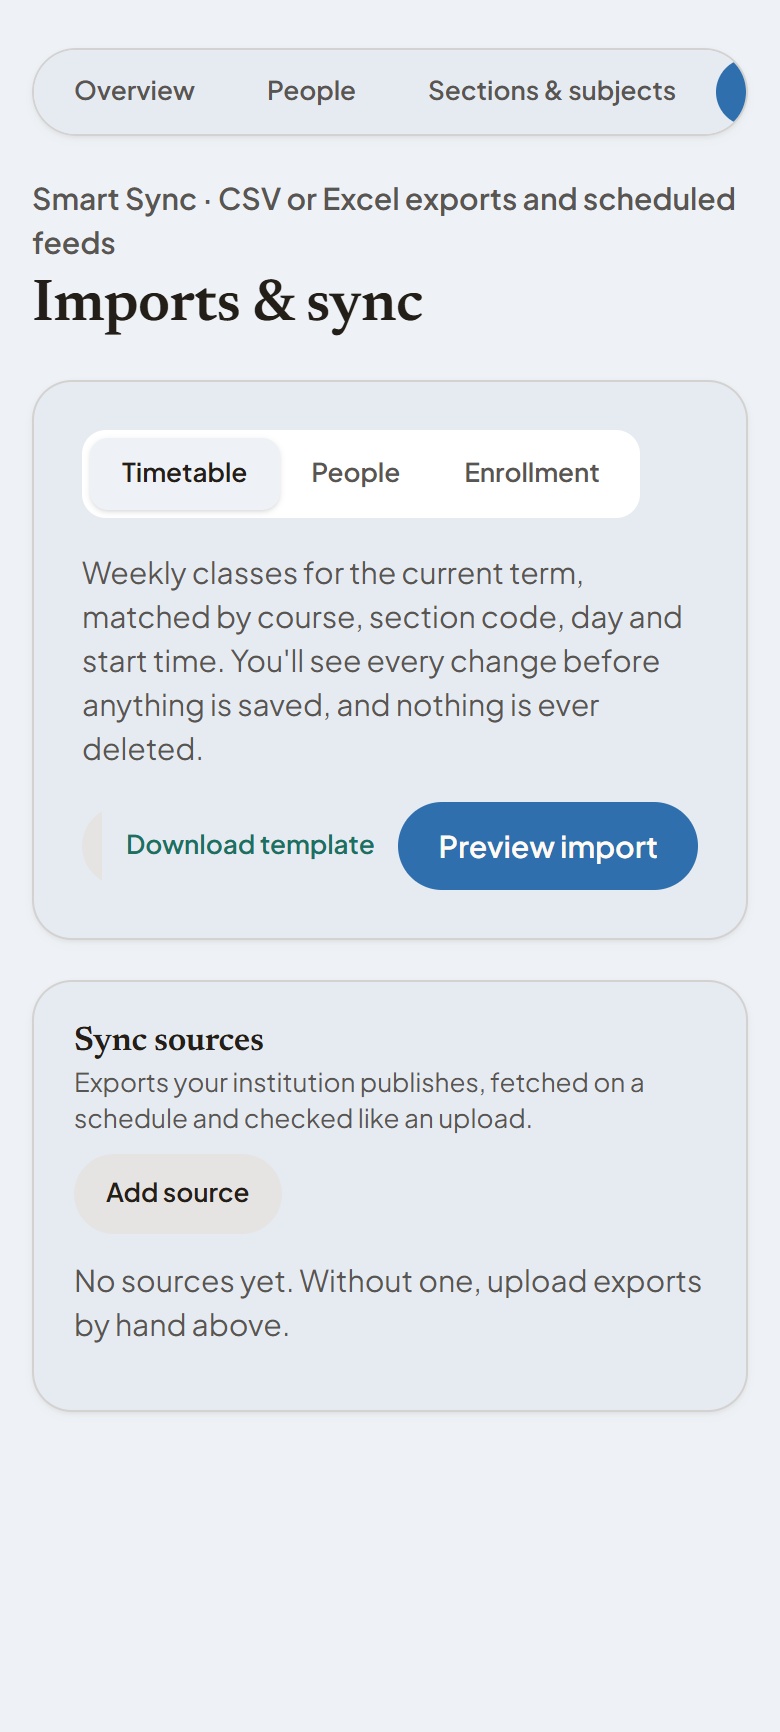 Overview People Sections & subjects
Smart Sync · CSV or Excel exports and scheduled
feeds
Imports & sync
Timetable People Enrollment
Weekly classes for the current term,
matched by course, section code, day and
start time. You'll see every change before
anything is saved, and nothing is ever
deleted.
Download template Preview import
Sync sources
Exports your institution publishes, fetched on a
schedule and checked like an upload.
Add source
No sources yet. Without one, upload exports
by hand above.